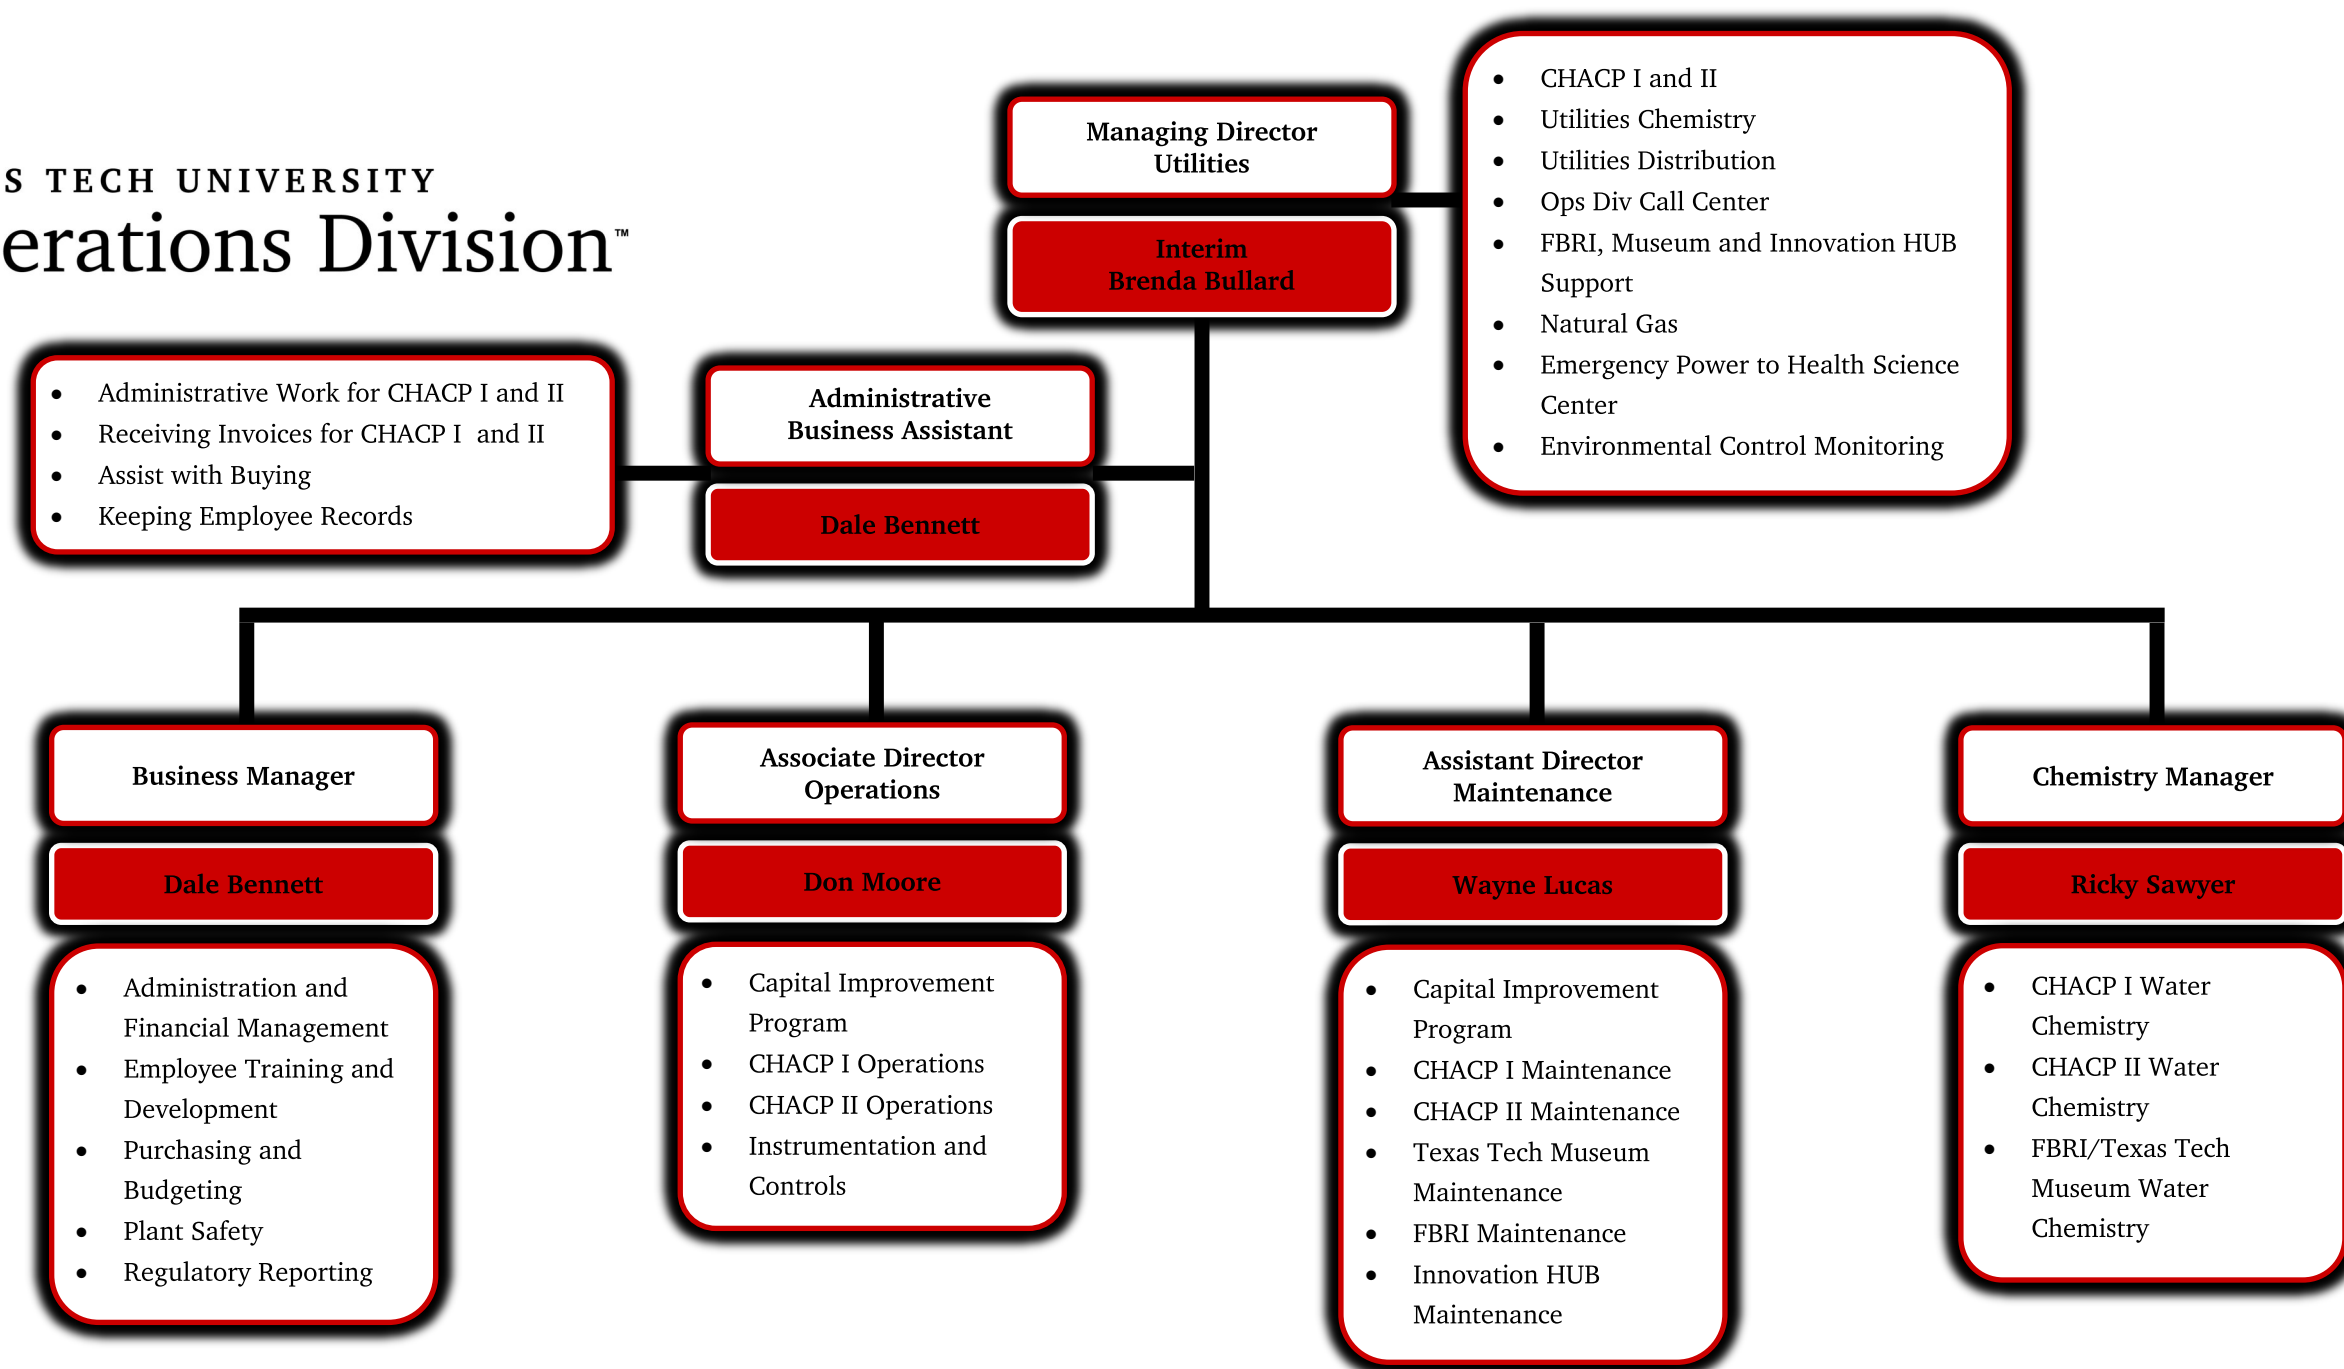 S TECH UNIVERSITY
erations Division™
Managing Director
Utilities
Interim
Brenda Bullard
• CHACP I and II
• Utilities Chemistry
• Utilities Distribution
• Ops Div Call Center
• FBRI, Museum and Innovation HUB
Support
• Natural Gas
• Emergency Power to Health Science
Center
• Environmental Control Monitoring
• Administrative Work for CHACP I and II
• Receiving Invoices for CHACP I  and II
• Assist with Buying
• Keeping Employee Records
Administrative
Business Assistant
Dale Bennett
Business Manager
Dale Bennett
• Administration and
Financial Management
• Employee Training and
Development
• Purchasing and
Budgeting
• Plant Safety
• Regulatory Reporting
Associate Director
Operations
Don Moore
• Capital Improvement
Program
• CHACP I Operations
• CHACP II Operations
• Instrumentation and
Controls
Assistant Director
Maintenance
Wayne Lucas
• Capital Improvement
Program
• CHACP I Maintenance
• CHACP II Maintenance
• Texas Tech Museum
Maintenance
• FBRI Maintenance
• Innovation HUB
Maintenance
Chemistry Manager
Ricky Sawyer
• CHACP I Water
Chemistry
• CHACP II Water
Chemistry
• FBRI/Texas Tech
Museum Water
Chemistry